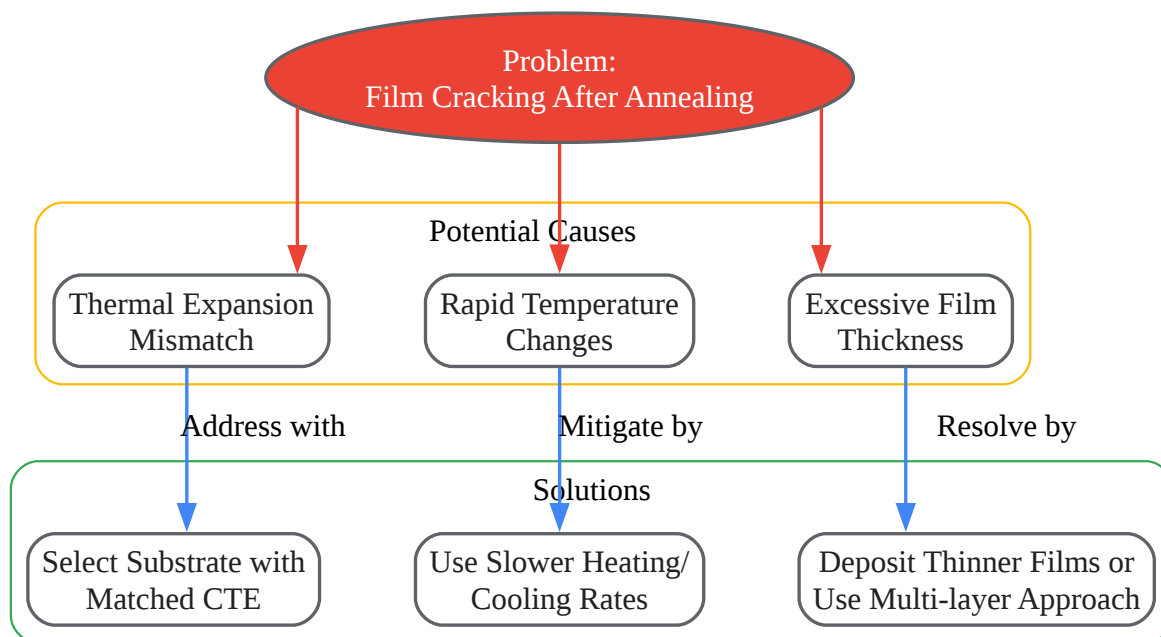 Problem:
Film Cracking After Annealing
Potential Causes
Thermal Expansion
Mismatch
Rapid Temperature
Changes
Excessive Film
Thickness
Address with
Mitigate by
Resolve by
Solutions
Select Substrate with
Matched CTE
Use Slower Heating/
Cooling Rates
Deposit Thinner Films or
Use Multi-layer Approach